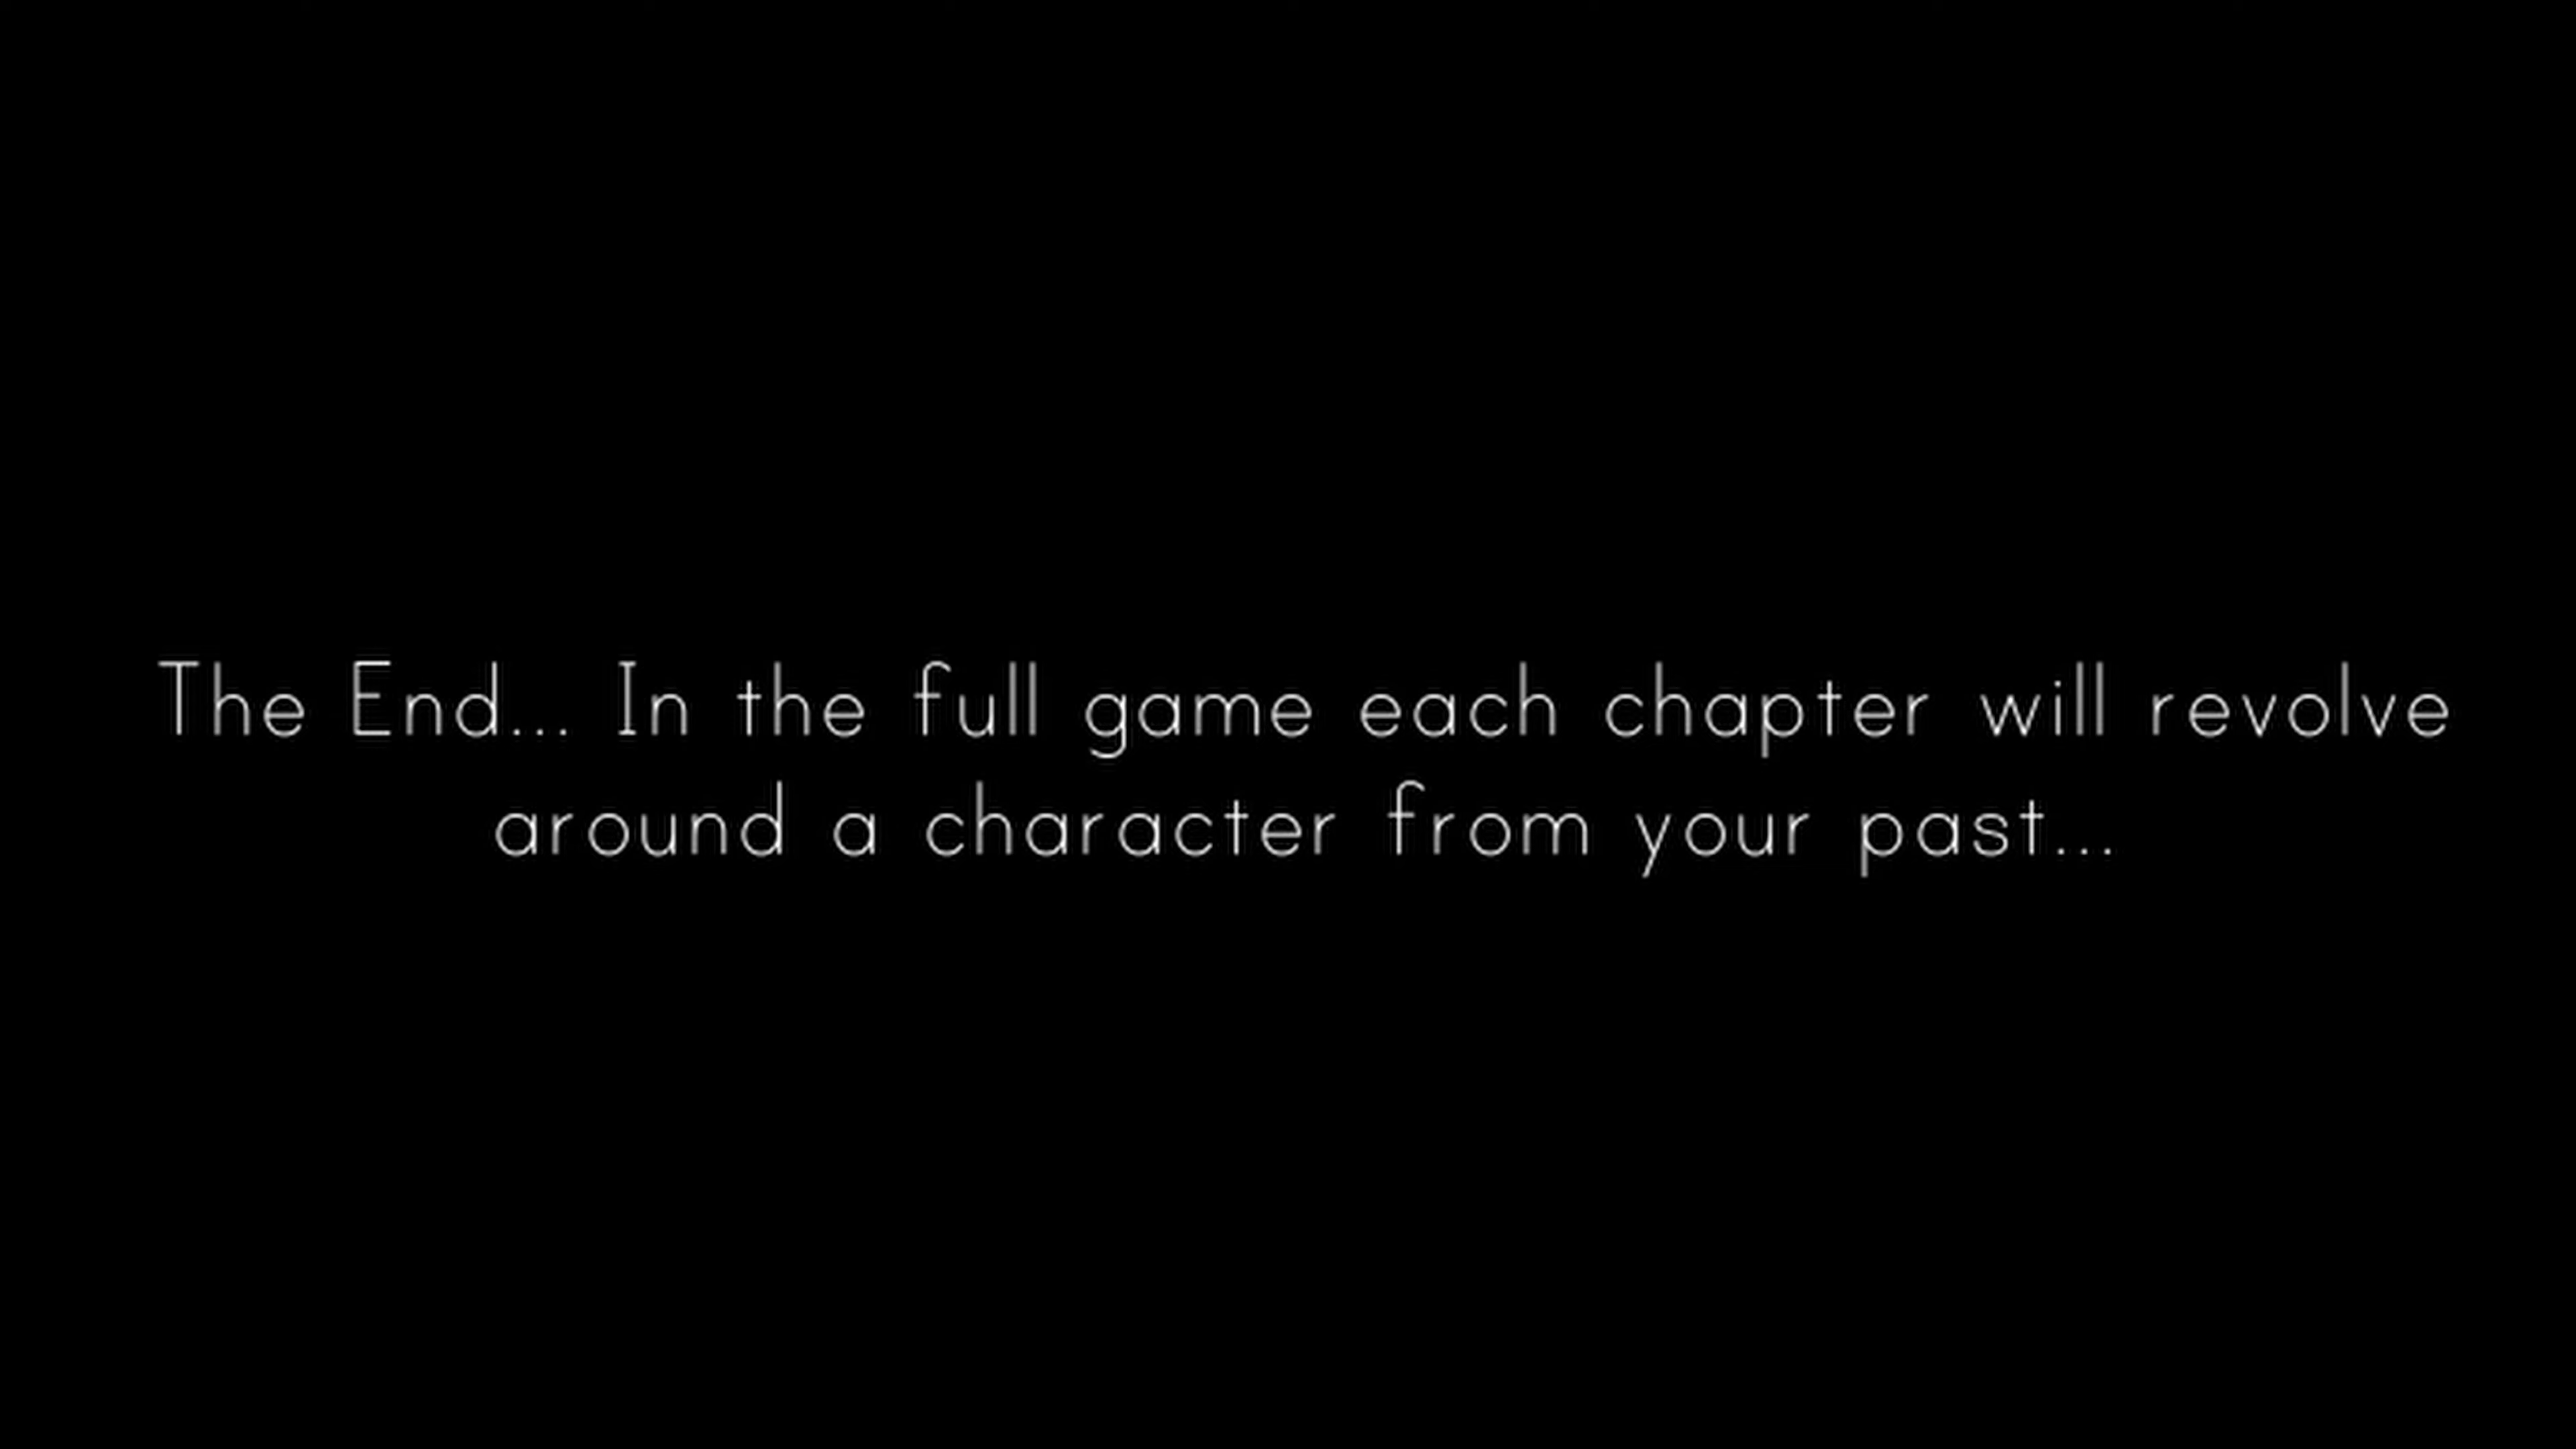 The End... In the full game each chapter will revolve
around a character from your past...